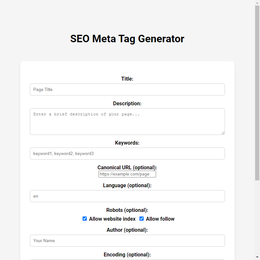 SEO Meta Tag Generator
Title:
Page Title
Description:
Enter a brief description of your page...
Keywords:
keyword1, keyword2, keyword3
Canonical URL (optional):
https://example.com/page
Language (optional):
en
Robots (optional):
Allow website index Allow follow
Author (optional):
Your Name
Encoding (optional):